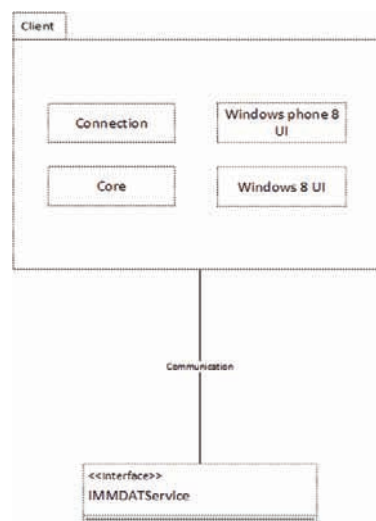 Client
Connection
Windows phone 8
UI
Core
Windows 8 UI
Communication
<<Interface>>
IMMDATService